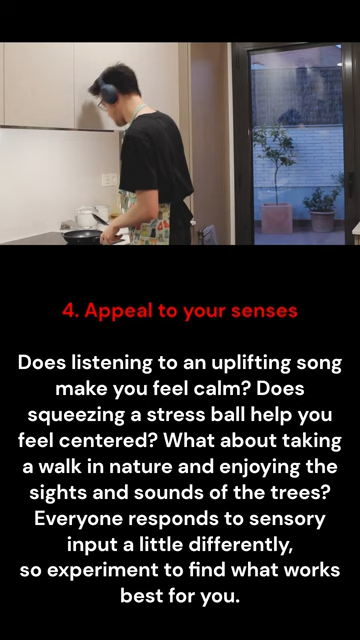 4. Appeal to your senses
Does listening to an uplifting song
make you feel calm? Does
squeezing a stress ball help you
feel centered? What about taking
a walk in nature and enjoying the
sights and sounds of the trees?
Everyone responds to sensory
input a little differently,
so experiment to find what works
best for you.